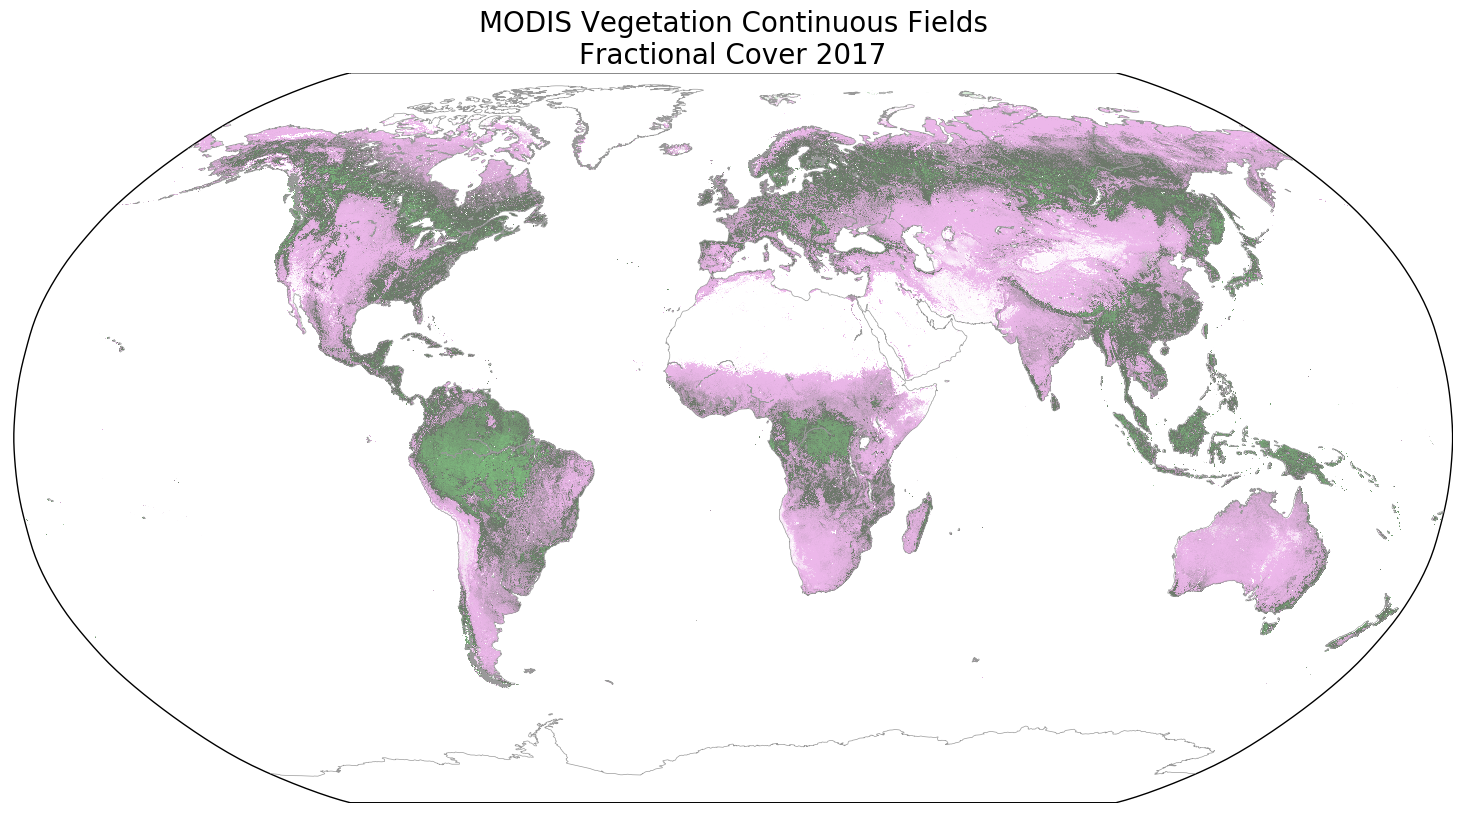 MODIS Vegetation Continuous Fields
Fractional Cover 2017